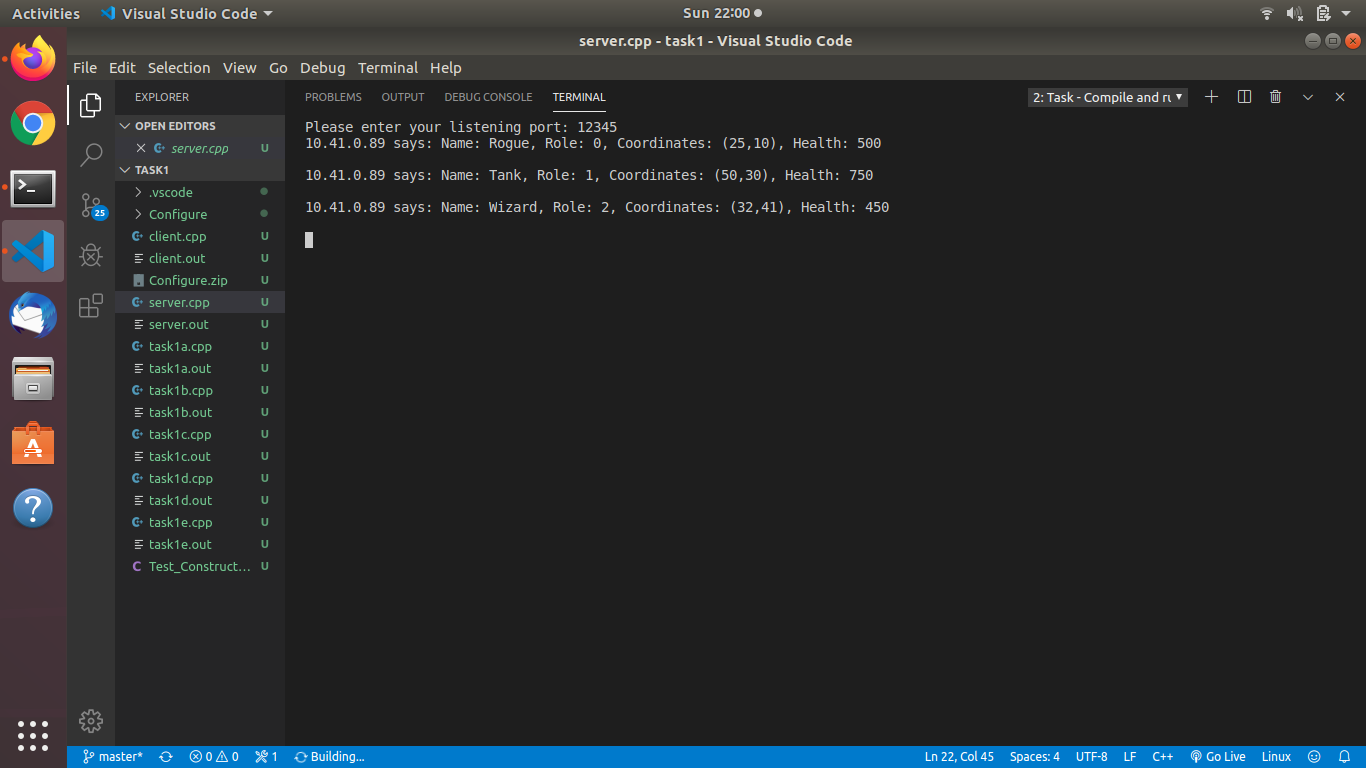 Activities Visual Studio Code Sun 22:00
server.cpp - task1 - Visual Studio Code
File Edit Selection View Go Debug Terminal Help
EXPLORER
OPEN EDITORS
server.cpp U
TASK1
.vscode
Configure
client.cpp U
client.out U
Configure.zip U
server.cpp U
server.out U
task1a.cpp U
task1a.out U
task1b.cpp U
task1b.out U
task1c.cpp U
task1c.out U
task1d.cpp U
task1d.out U
task1e.cpp U
task1e.out U
Test_Construct... U
25
PROBLEMS OUTPUT DEBUG CONSOLE TERMINAL 2: Task - Compile and ru
Please enter your listening port: 12345
10.41.0.89 says: Name: Rogue, Role: 0, Coordinates: (25,10), Health: 500
10.41.0.89 says: Name: Tank, Role: 1, Coordinates: (50,30), Health: 750
10.41.0.89 says: Name: Wizard, Role: 2, Coordinates: (32,41), Health: 450
master* 0 0 1 Building... Ln 22, Col 45 Spaces: 4 UTF-8 LF C++ Go Live Linux